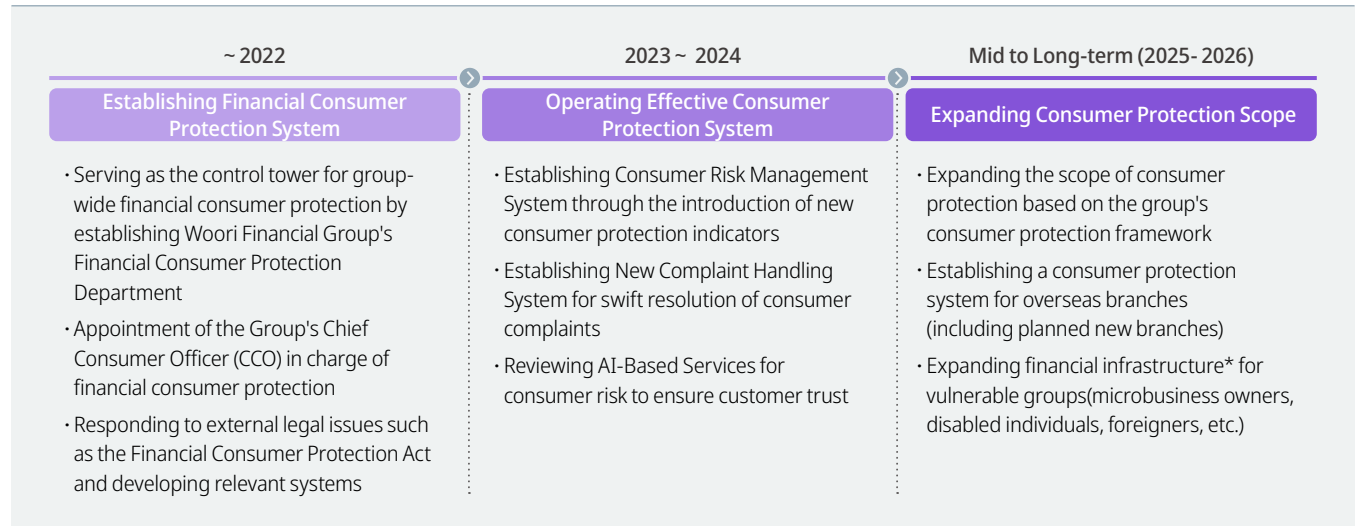 ~ 2022
Establishing Financial Consumer
Protection System
· Serving as the control tower for group-
wide financial consumer protection by
establishing Woori Financial Group's
Financial Consumer Protection
Department
· Appointment of the Group's Chief
Consumer Officer (CCO) in charge of
financial consumer protection
· Responding to external legal issues such
as the Financial Consumer Protection Act
and developing relevant systems
2023 ~ 2024
Operating Effective Consumer
Protection System
· Establishing Consumer Risk Management
System through the introduction of new
consumer protection indicators
· Establishing New Complaint Handling
System for swift resolution of consumer
complaints
· Reviewing AI-Based Services for
consumer risk to ensure customer trust
Mid to Long-term (2025- 2026)
Expanding Consumer Protection Scope
· Expanding the scope of consumer
protection based on the group's
consumer protection framework
· Establishing a consumer protection
system for overseas branches
(including planned new branches)
· Expanding financial infrastructure* for
vulnerable groups(microbusiness owners,
disabled individuals, foreigners, etc.)